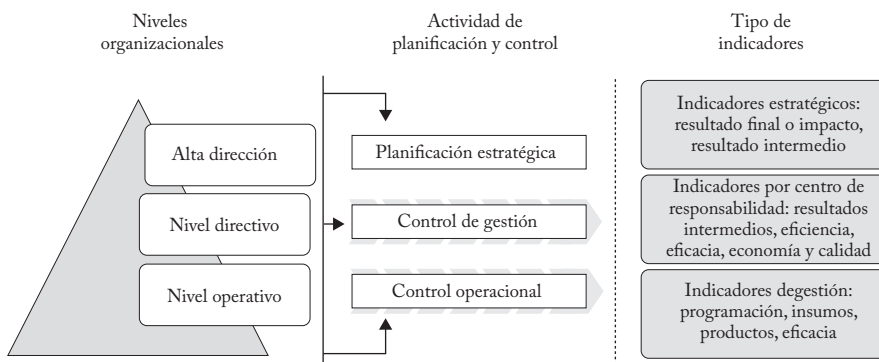 Niveles
organizacionales
Actividad de
planificación y control
Tipo de
indicadores
Alta dirección
Planificación estratégica
Indicadores estratégicos:
resultado final o impacto,
resultado intermedio
Nivel directivo
Control de gestión
Indicadores por centro de
responsabilidad: resultados
intermedios, eficiencia,
eficacia, economía y calidad
Nivel operativo
Control operacional
Indicadores degestión:
programación, insumos,
productos, eficacia